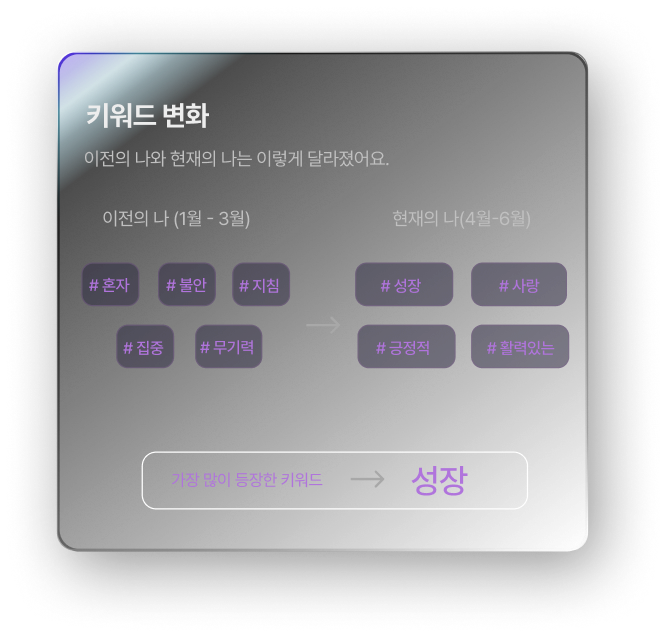 키워드 변화
이전의 나와 현재의 나는 이렇게 달라졌어요.
이전의 나 (1월 - 3월)
현재의 나(4월-6월)
# 혼자
# 불안
# 지침
# 성장
# 사랑
# 집중
# 무기력
# 긍정적
# 활력있는
가장 많이 등장한 키워드
성장